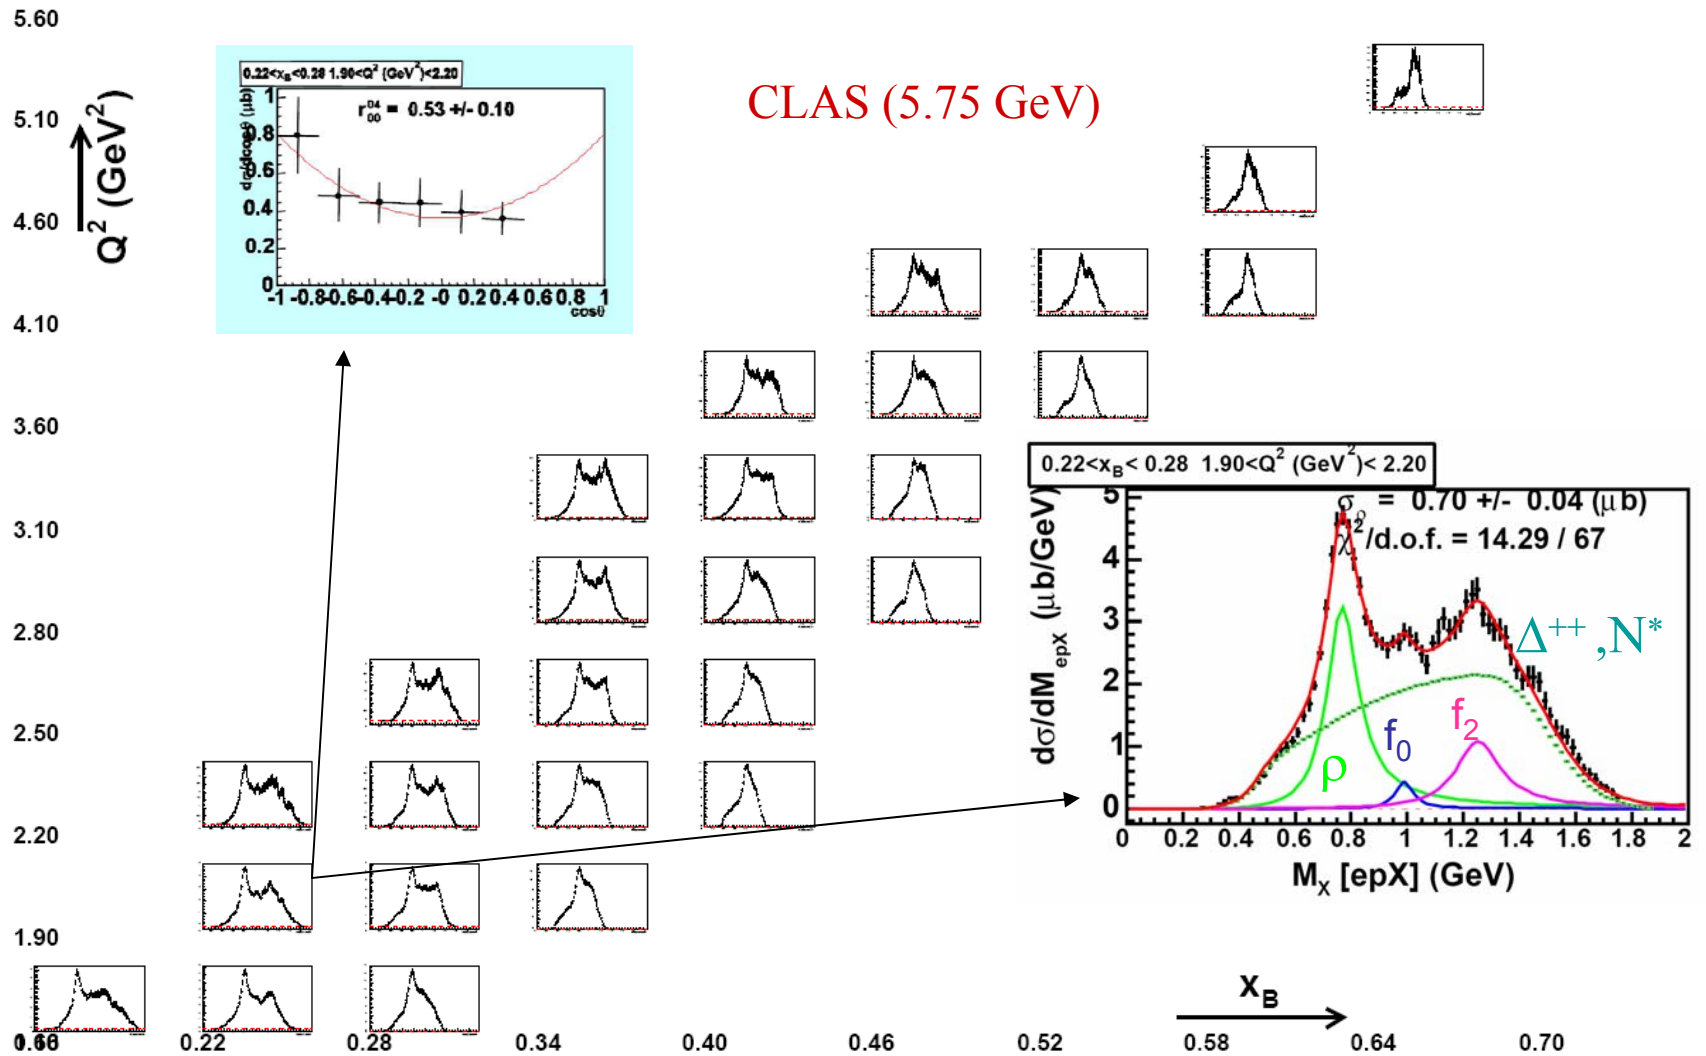 5.60
5.10
4.60
4.10
3.60
3.10
2.80
2.50
2.20
1.90
Q² (GeV²)
0.22<x_B<0.28 1.90<Q² (GeV²)<2.20
r⁰⁴₀₀ = 0.53 +/- 0.10
dσ/dcosθ (μb)
1
0.8
0.6
0.4
0.2
0
-1 -0.8 -0.6 -0.4 -0.2 -0 0.2 0.4 0.6 0.8 1
cosθ
CLAS (5.75 GeV)
0.22<x_B< 0.28 1.90<Q² (GeV²)< 2.20
σ_ρ = 0.70 +/- 0.04 (μb)
χ²/d.o.f. = 14.29 / 67
dσ/dM_epX (μb/GeV)
5
4
3
2
1
0
Δ⁺⁺ ,N*
f₂
f₀
ρ
0 0.2 0.4 0.6 0.8 1 1.2 1.4 1.6 1.8 2
M_X [epX] (GeV)
x_B
0.22 0.28 0.34 0.40 0.46 0.52 0.58 0.64 0.70